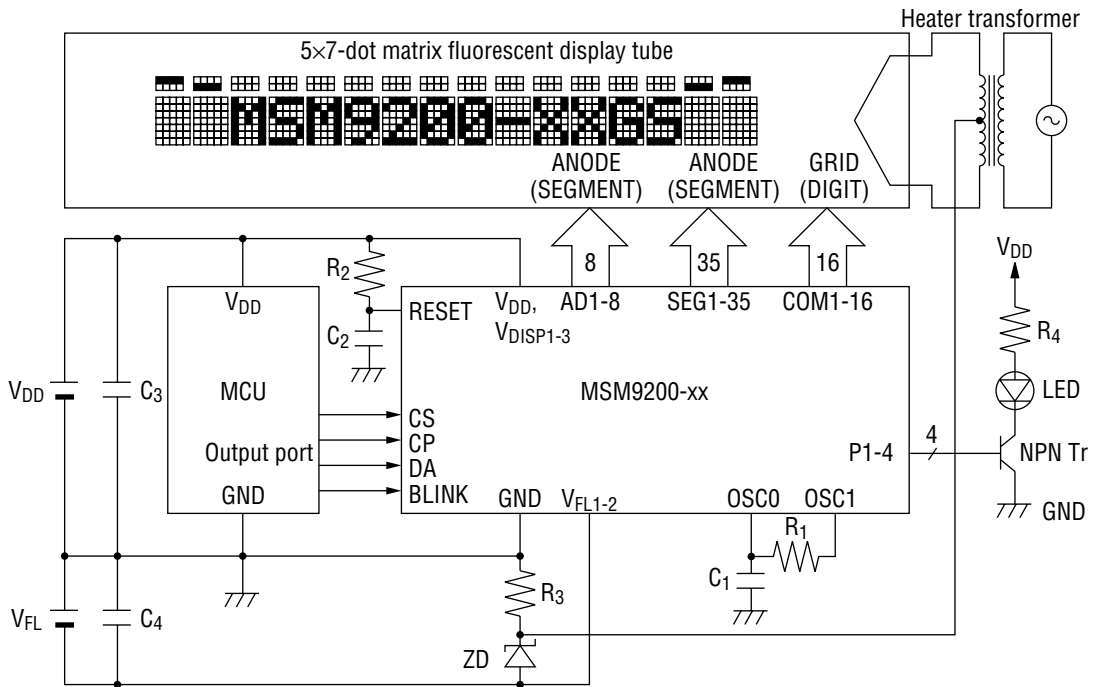 Heater transformer
5×7-dot matrix fluorescent display tube
MSM9200-XXGS
ANODE
(SEGMENT)
ANODE
(SEGMENT)
GRID
(DIGIT)
8
35
16
VDD
R2
VDD
RESET
VDD,
VDISP1-3
AD1-8
SEG1-35
COM1-16
C2
R4
VDD
C3
MCU
MSM9200-xx
LED
CS
CP
Output port
DA
BLINK
P1-4
4
NPN Tr
GND
GND
VFL1-2
OSC0
OSC1
GND
R1
C1
R3
VFL
C4
ZD